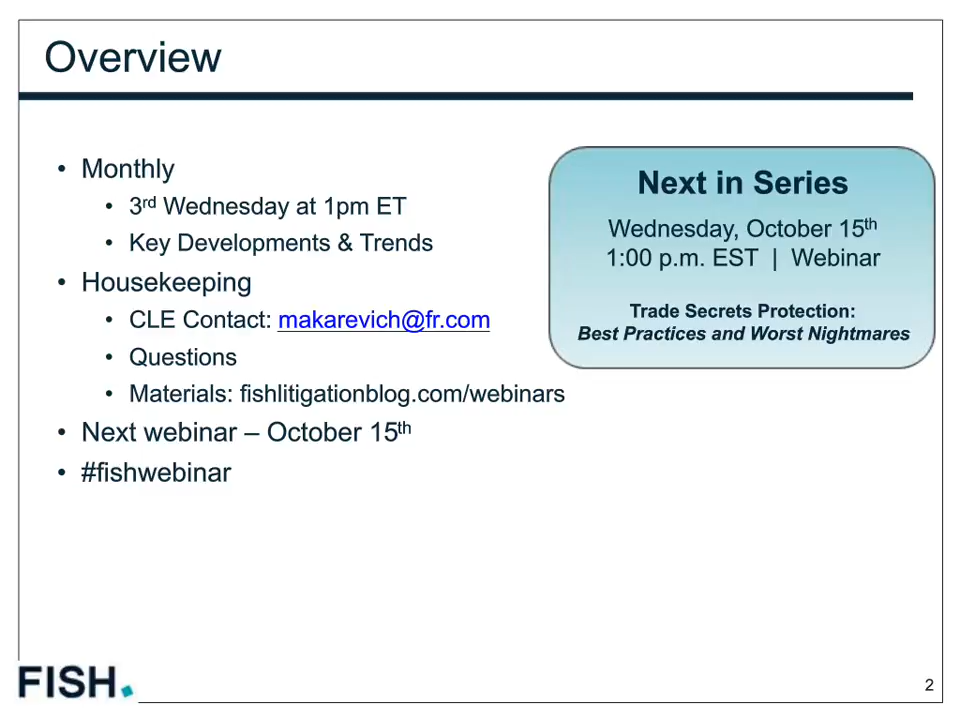 Overview
• Monthly
• 3rd Wednesday at 1pm ET
• Key Developments & Trends
• Housekeeping
• CLE Contact: makarevich@fr.com
• Questions
• Materials: fishlitigationblog.com/webinars
• Next webinar – October 15th
• #fishwebinar
Next in Series
Wednesday, October 15th
1:00 p.m. EST | Webinar
Trade Secrets Protection:
Best Practices and Worst Nightmares
FISH.
2